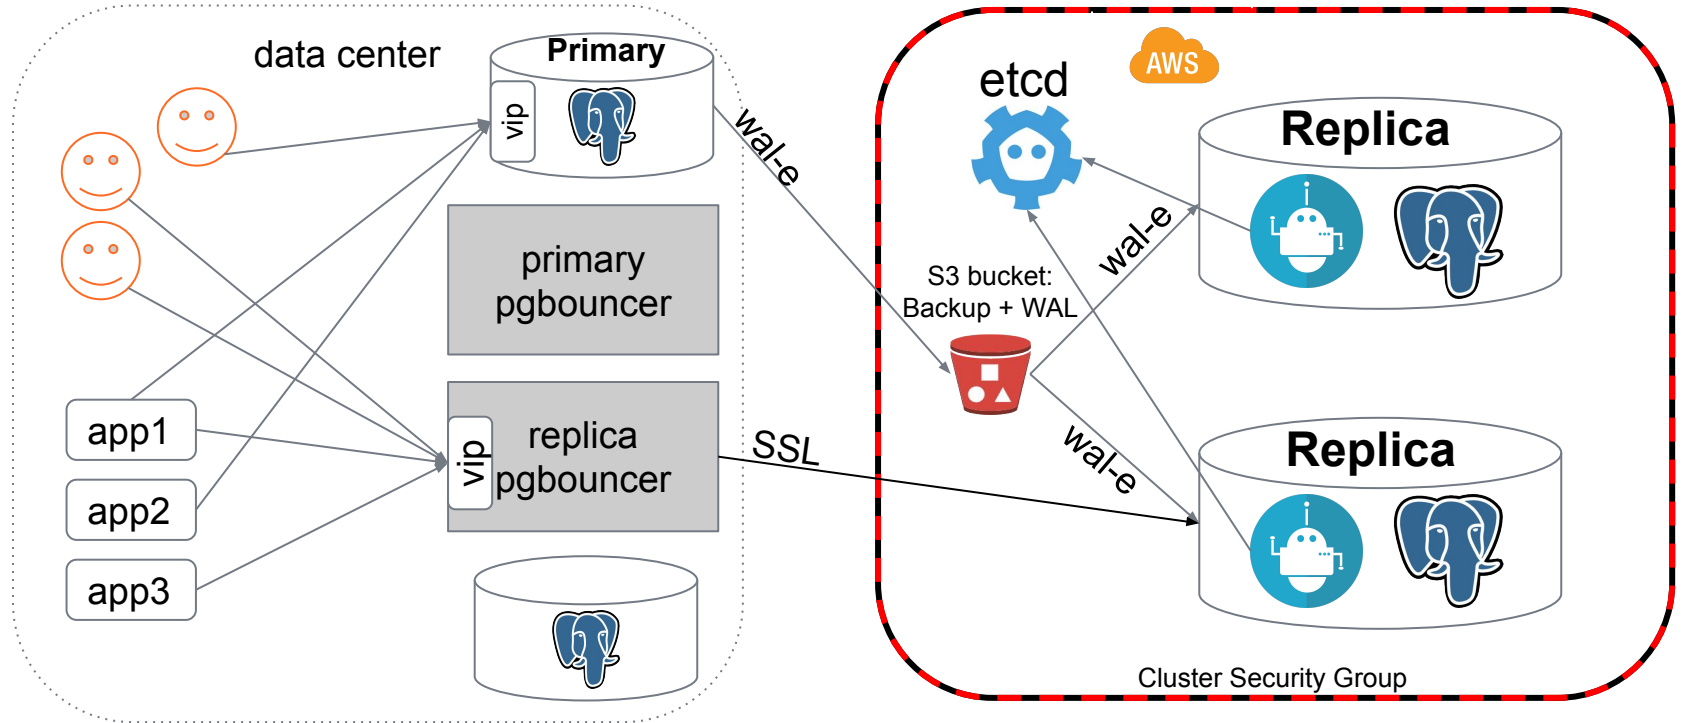 data center
Primary
vip
wal-e
primary
pgbouncer
replica
pgbouncer
vip
SSL
app1
app2
app3
AWS
etcd
Replica
wal-e
S3 bucket:
Backup + WAL
wal-e
Replica
Cluster Security Group